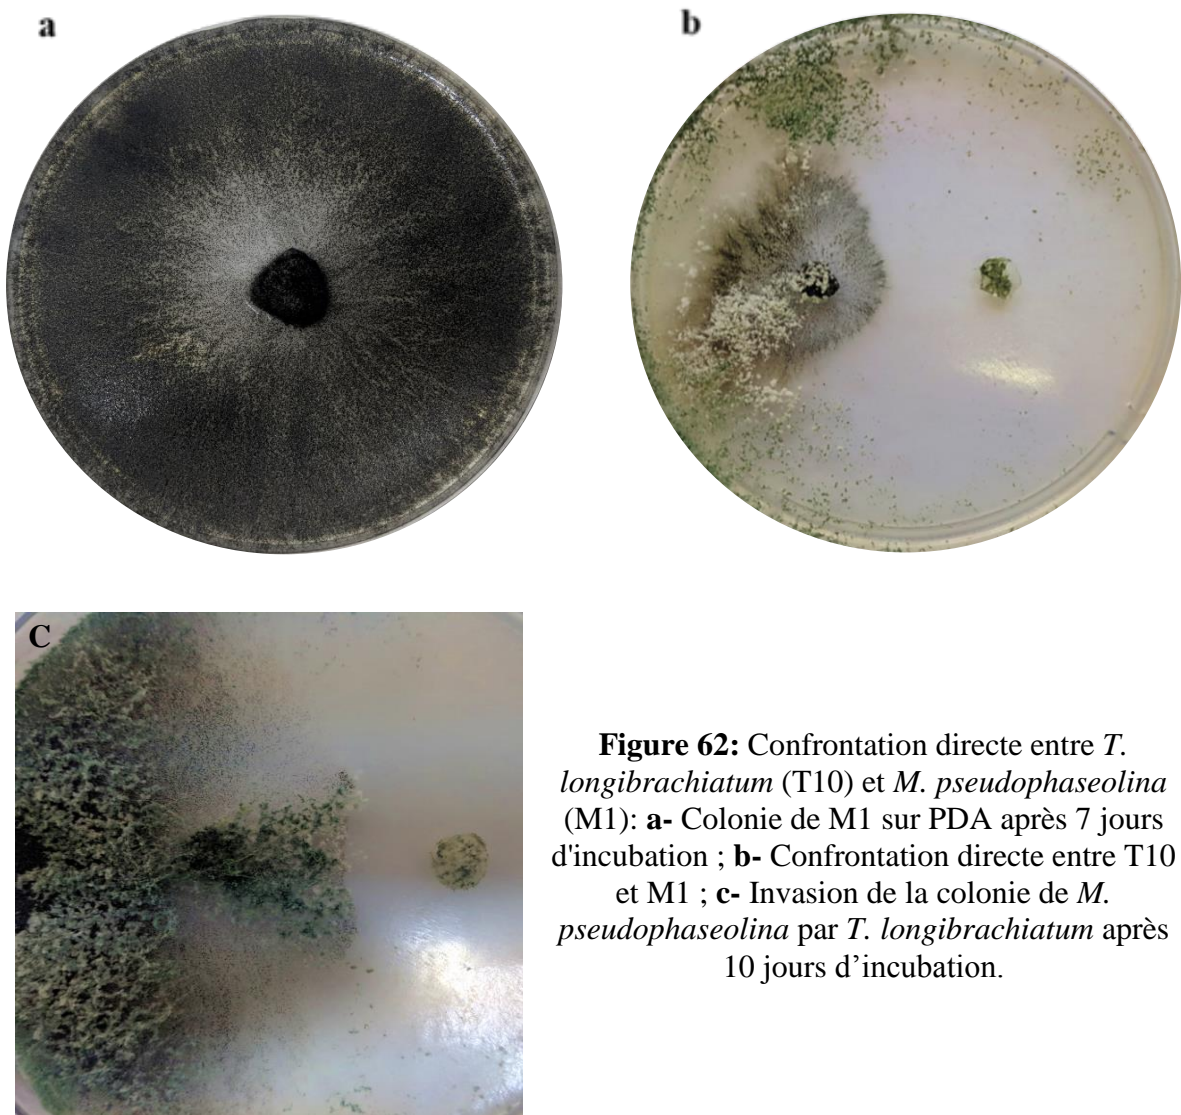 a
b
C
Figure 62: Confrontation directe entre T.
longibrachiatum (T10) et M. pseudophaseolina
(M1): a- Colonie de M1 sur PDA après 7 jours
d'incubation ; b- Confrontation directe entre T10
et M1 ; c- Invasion de la colonie de M.
pseudophaseolina par T. longibrachiatum après
10 jours d’incubation.